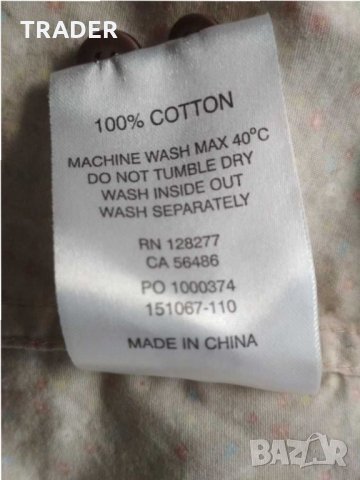 TRADER
100% COTTON
MACHINE WASH MAX 40°C
DO NOT TUMBLE DRY
WASH INSIDE OUT
WASH SEPARATELY
RN 128277
CA 56486
PO 1000374
151067-110
MADE IN CHINA
BAZAR